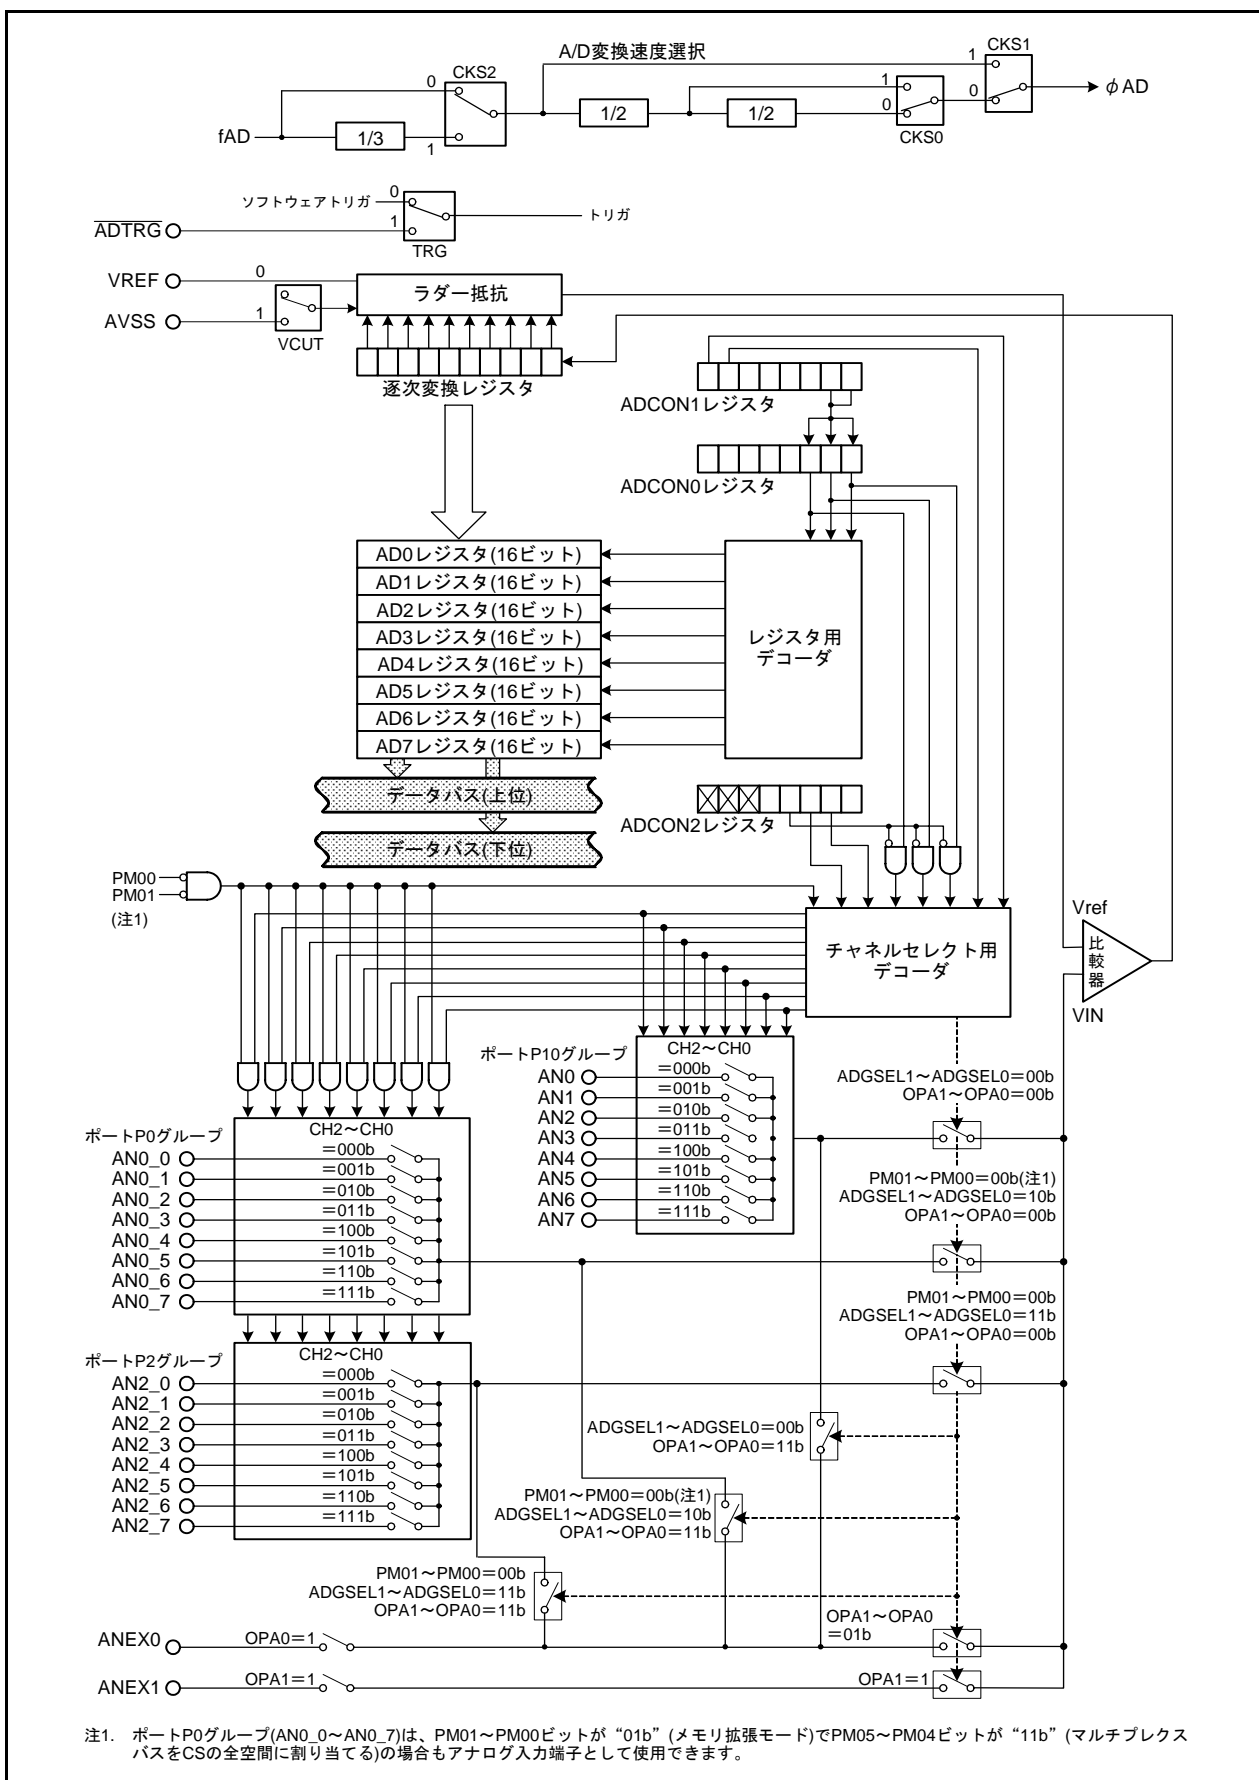 A/D変換速度選択
CKS1
1
0
φAD
CKS2
0
1
fAD
1/3
1/2
1/2
1
0
CKS0
ソフトウェアトリガ
0
1
トリガ
ADTRG
TRG
VREF
0
AVSS
1
VCUT
ラダー抵抗
逐次変換レジスタ
ADCON1レジスタ
ADCON0レジスタ
AD0レジスタ(16ビット)
AD1レジスタ(16ビット)
AD2レジスタ(16ビット)
AD3レジスタ(16ビット)
AD4レジスタ(16ビット)
AD5レジスタ(16ビット)
AD6レジスタ(16ビット)
AD7レジスタ(16ビット)
レジスタ用
デコーダ
データバス(上位)
データバス(下位)
ADCON2レジスタ
PM00
PM01
(注1)
チャネルセレクト用
デコーダ
Vref
比較器
VIN
ポートP10グループ
CH2～CH0
AN0 =000b
AN1 =001b
AN2 =010b
AN3 =011b
AN4 =100b
AN5 =101b
AN6 =110b
AN7 =111b
ADGSEL1～ADGSEL0=00b
OPA1～OPA0=00b
ポートP0グループ
CH2～CH0
AN0_0 =000b
AN0_1 =001b
AN0_2 =010b
AN0_3 =011b
AN0_4 =100b
AN0_5 =101b
AN0_6 =110b
AN0_7 =111b
PM01～PM00=00b(注1)
ADGSEL1～ADGSEL0=10b
OPA1～OPA0=00b
PM01～PM00=00b
ADGSEL1～ADGSEL0=11b
OPA1～OPA0=00b
ポートP2グループ
CH2～CH0
AN2_0 =000b
AN2_1 =001b
AN2_2 =010b
AN2_3 =011b
AN2_4 =100b
AN2_5 =101b
AN2_6 =110b
AN2_7 =111b
ADGSEL1～ADGSEL0=00b
OPA1～OPA0=11b
PM01～PM00=00b(注1)
ADGSEL1～ADGSEL0=10b
OPA1～OPA0=11b
PM01～PM00=00b
ADGSEL1～ADGSEL0=11b
OPA1～OPA0=11b
OPA1～OPA0
=01b
ANEX0 OPA0=1
ANEX1 OPA1=1
OPA1=1
注1. ポートP0グループ(AN0_0～AN0_7)は、PM01～PM00ビットが“01b” (メモリ拡張モード)でPM05～PM04ビットが“11b” (マルチプレクス
バスをCSの全空間に割り当てる)の場合もアナログ入力端子として使用できます。